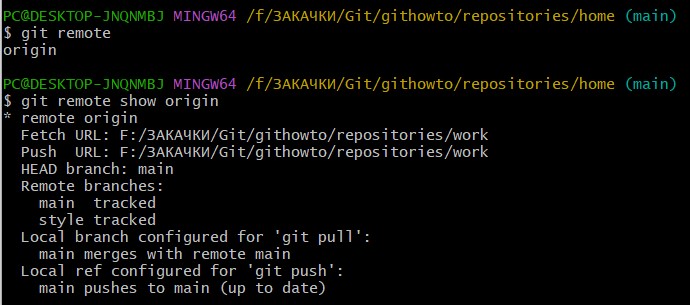 PC@DESKTOP-JNQNMBJ MINGW64 /f/ЗАКАЧКИ/Git/githowto/repositories/home (main)
$ git remote
origin
PC@DESKTOP-JNQNMBJ MINGW64 /f/ЗАКАЧКИ/Git/githowto/repositories/home (main)
$ git remote show origin
* remote origin
  Fetch URL: F:/ЗАКАЧКИ/Git/githowto/repositories/work
  Push  URL: F:/ЗАКАЧКИ/Git/githowto/repositories/work
  HEAD branch: main
  Remote branches:
    main  tracked
    style tracked
  Local branch configured for 'git pull':
    main merges with remote main
  Local ref configured for 'git push':
    main pushes to main (up to date)